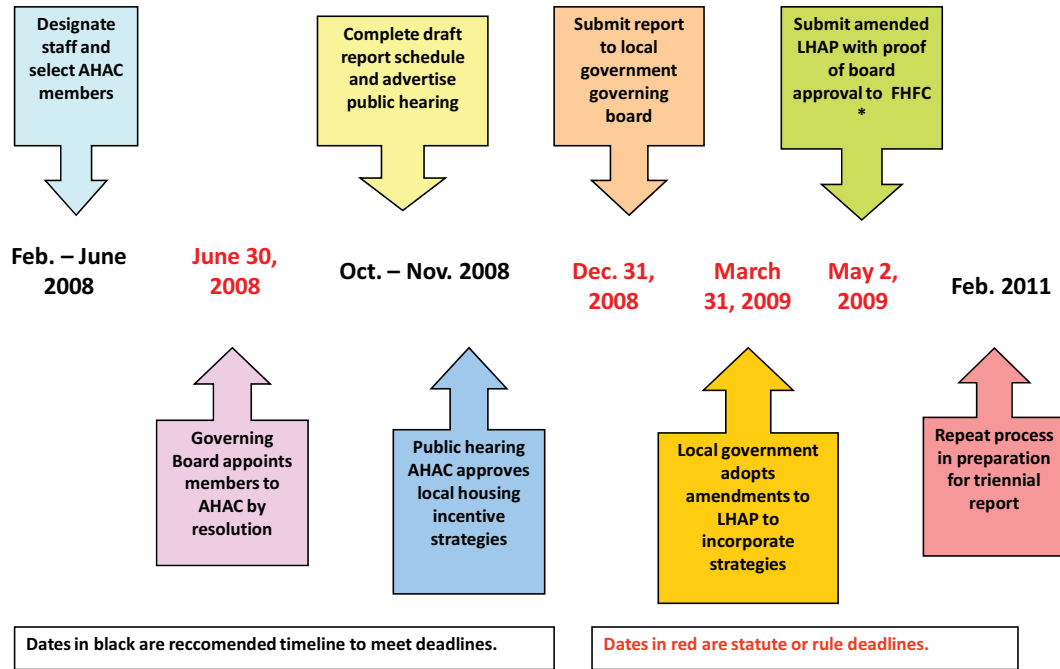 Designate
staff and
select AHAC
members
Complete draft
report schedule
and advertise
public hearing
Submit report
to local
government
governing
board
Submit amended
LHAP with proof
of board
approval to FHFC
*
Feb. – June
2008
June 30,
2008
Oct. – Nov. 2008
Dec. 31,
2008
March
31, 2009
May 2,
2009
Feb. 2011
Governing
Board appoints
members to
AHAC by
resolution
Public hearing
AHAC approves
local housing
incentive
strategies
Local government
adopts
amendments to
LHAP to
incorporate
strategies
Repeat process
in preparation
for triennial
report
Dates in black are reccomended timeline to meet deadlines.
Dates in red are statute or rule deadlines.